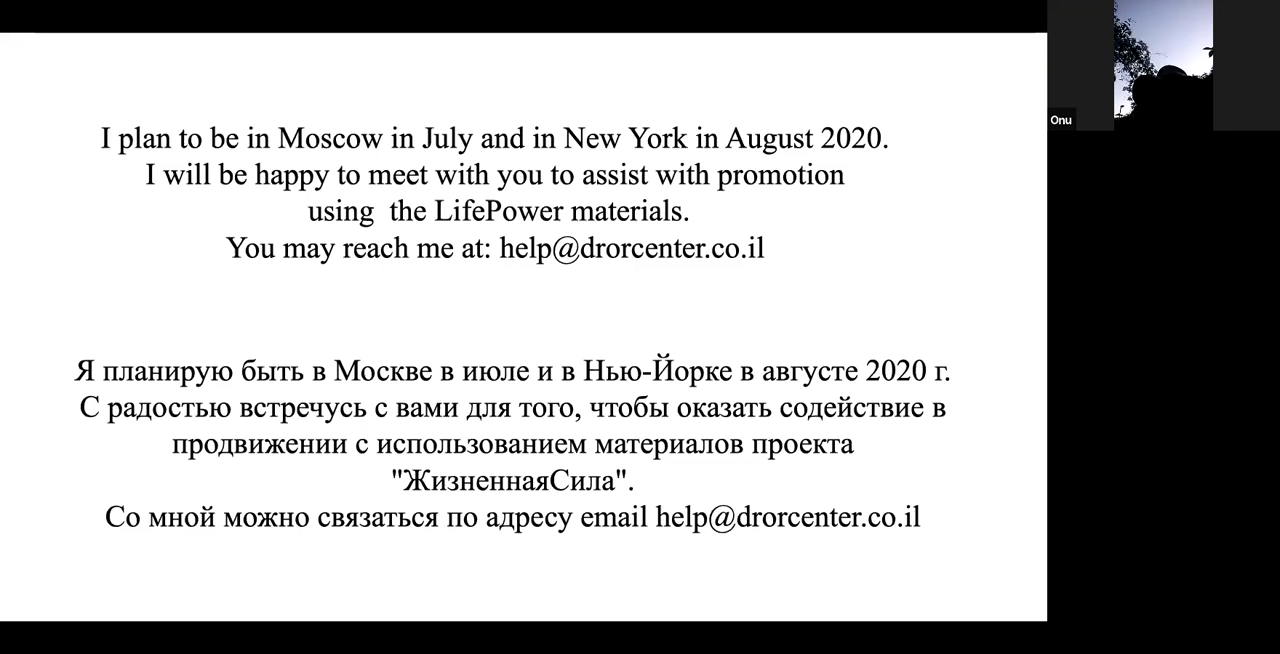 I plan to be in Moscow in July and in New York in August 2020.
I will be happy to meet with you to assist with promotion
using the LifePower materials.
You may reach me at: help@drorcenter.co.il
Я планирую быть в Москве в июле и в Нью-Йорке в августе 2020 г.
С радостью встречусь с вами для того, чтобы оказать содействие в
продвижении с использованием материалов проекта
"ЖизненнаяСила".
Со мной можно связаться по адресу email help@drorcenter.co.il
Onu